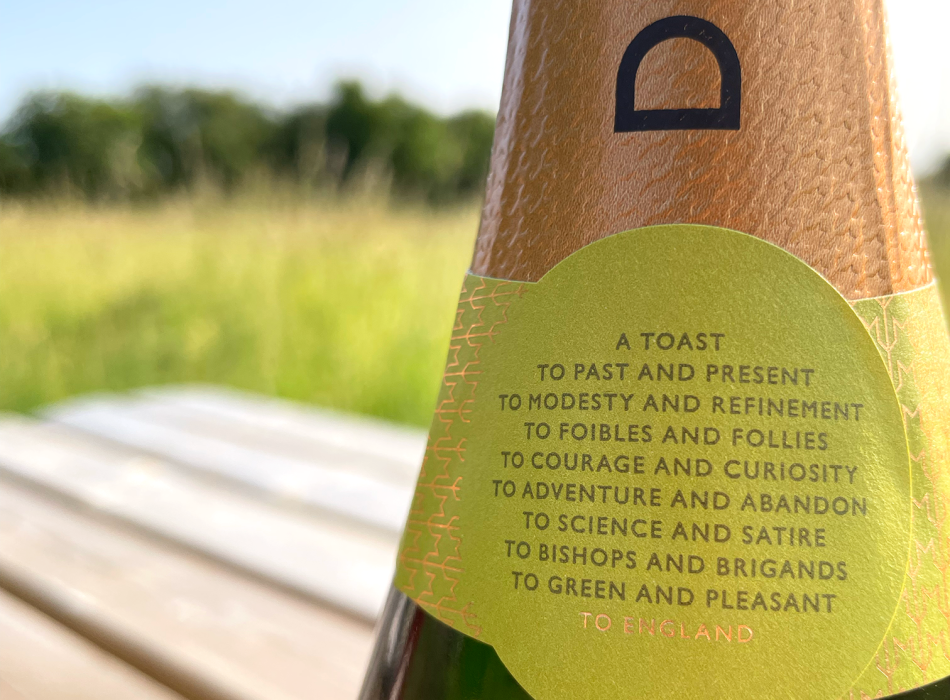 D
A TOAST
TO PAST AND PRESENT
TO MODESTY AND REFINEMENT
TO FOIBLES AND FOLLIES
TO COURAGE AND CURIOSITY
TO ADVENTURE AND ABANDON
TO SCIENCE AND SATIRE
TO BISHOPS AND BRIGANDS
TO GREEN AND PLEASANT
TO ENGLAND